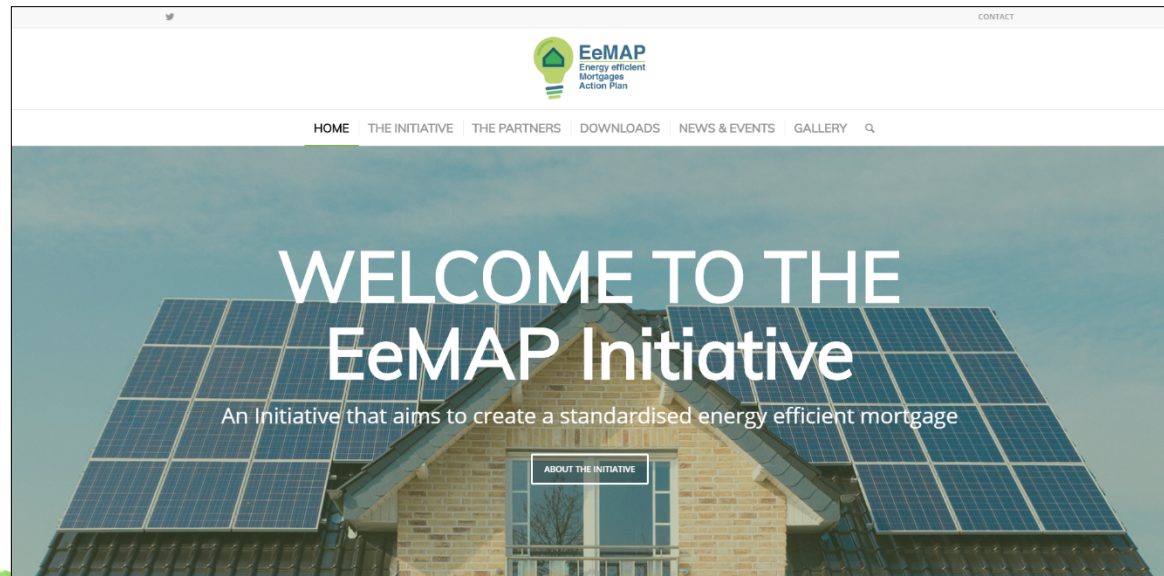 CONTACT
EeMAP
Energy efficient
Mortgages
Action Plan
HOME THE INITIATIVE THE PARTNERS DOWNLOADS NEWS & EVENTS GALLERY
WELCOME TO THE
EeMAP Initiative
An Initiative that aims to create a standardised energy efficient mortgage
ABOUT THE INITIATIVE